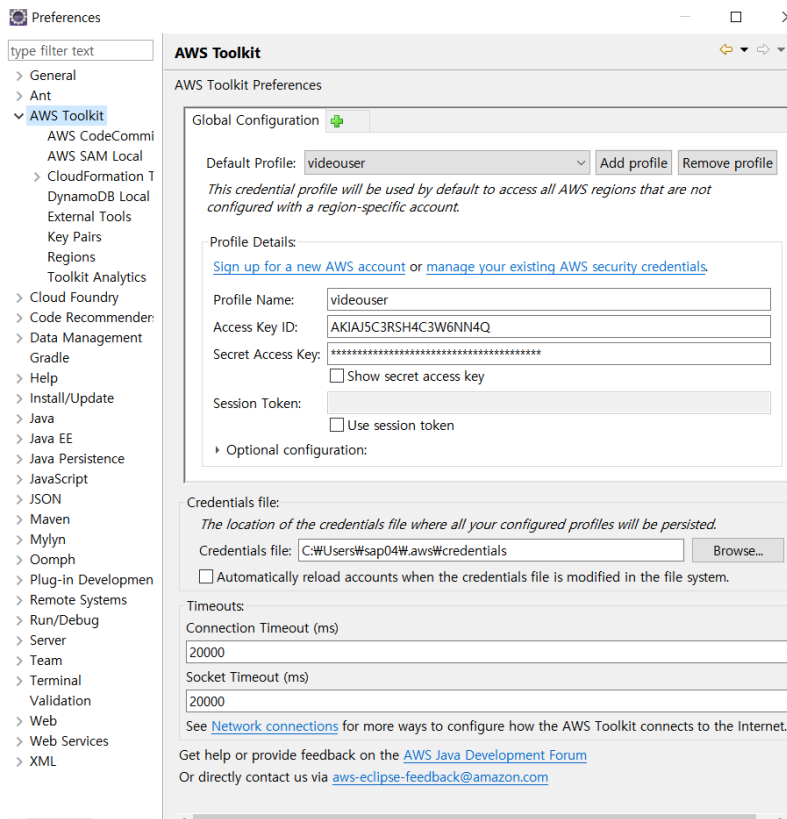 Preferences
type filter text
General
Ant
AWS Toolkit
AWS CodeCommi
AWS SAM Local
CloudFormation T
DynamoDB Local
External Tools
Key Pairs
Regions
Toolkit Analytics
Cloud Foundry
Code Recommenders
Data Management
Gradle
Help
Install/Update
Java
Java EE
Java Persistence
JavaScript
JSON
Maven
Mylyn
Oomph
Plug-in Developmen
Remote Systems
Run/Debug
Server
Team
Terminal
Validation
Web
Web Services
XML
AWS Toolkit
AWS Toolkit Preferences
Global Configuration
Default Profile: videouser Add profile Remove profile
This credential profile will be used by default to access all AWS regions that are not
configured with a region-specific account.
Profile Details:
Sign up for a new AWS account or manage your existing AWS security credentials.
Profile Name: videouser
Access Key ID: AKIAJ5C3RSH4C3W6NN4Q
Secret Access Key: ****************************************
Show secret access key
Session Token:
Use session token
Optional configuration:
Credentials file:
The location of the credentials file where all your configured profiles will be persisted.
Credentials file: C:₩Users₩sap04₩.aws₩credentials Browse...
Automatically reload accounts when the credentials file is modified in the file system.
Timeouts:
Connection Timeout (ms)
20000
Socket Timeout (ms)
20000
See Network connections for more ways to configure how the AWS Toolkit connects to the Internet.
Get help or provide feedback on the AWS Java Development Forum
Or directly contact us via aws-eclipse-feedback@amazon.com